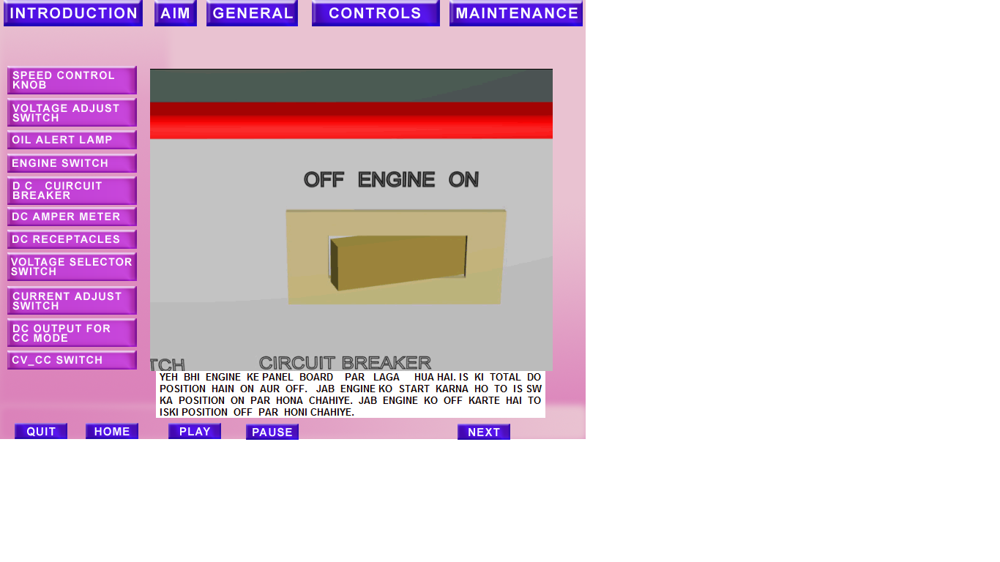 INTRODUCTION AIM GENERAL CONTROLS MAINTENANCE
SPEED CONTROL
KNOB
VOLTAGE ADJUST
SWITCH
OIL ALERT LAMP
ENGINE SWITCH
D C CUIRCUIT
BREAKER
DC AMPER METER
DC RECEPTACLES
VOLTAGE SELECTOR
SWITCH
CURRENT ADJUST
SWITCH
DC OUTPUT FOR
CC MODE
CV_CC SWITCH
OFF ENGINE ON
TCH CIRCUIT BREAKER
YEH BHI ENGINE KE PANEL BOARD PAR LAGA HUA HAI. IS KI TOTAL DO
POSITION HAIN ON AUR OFF. JAB ENGINE KO START KARNA HO TO IS SW
KA POSITION ON PAR HONA CHAHIYE. JAB ENGINE KO OFF KARTE HAI TO
ISKI POSITION OFF PAR HONI CHAHIYE.
QUIT HOME PLAY PAUSE NEXT